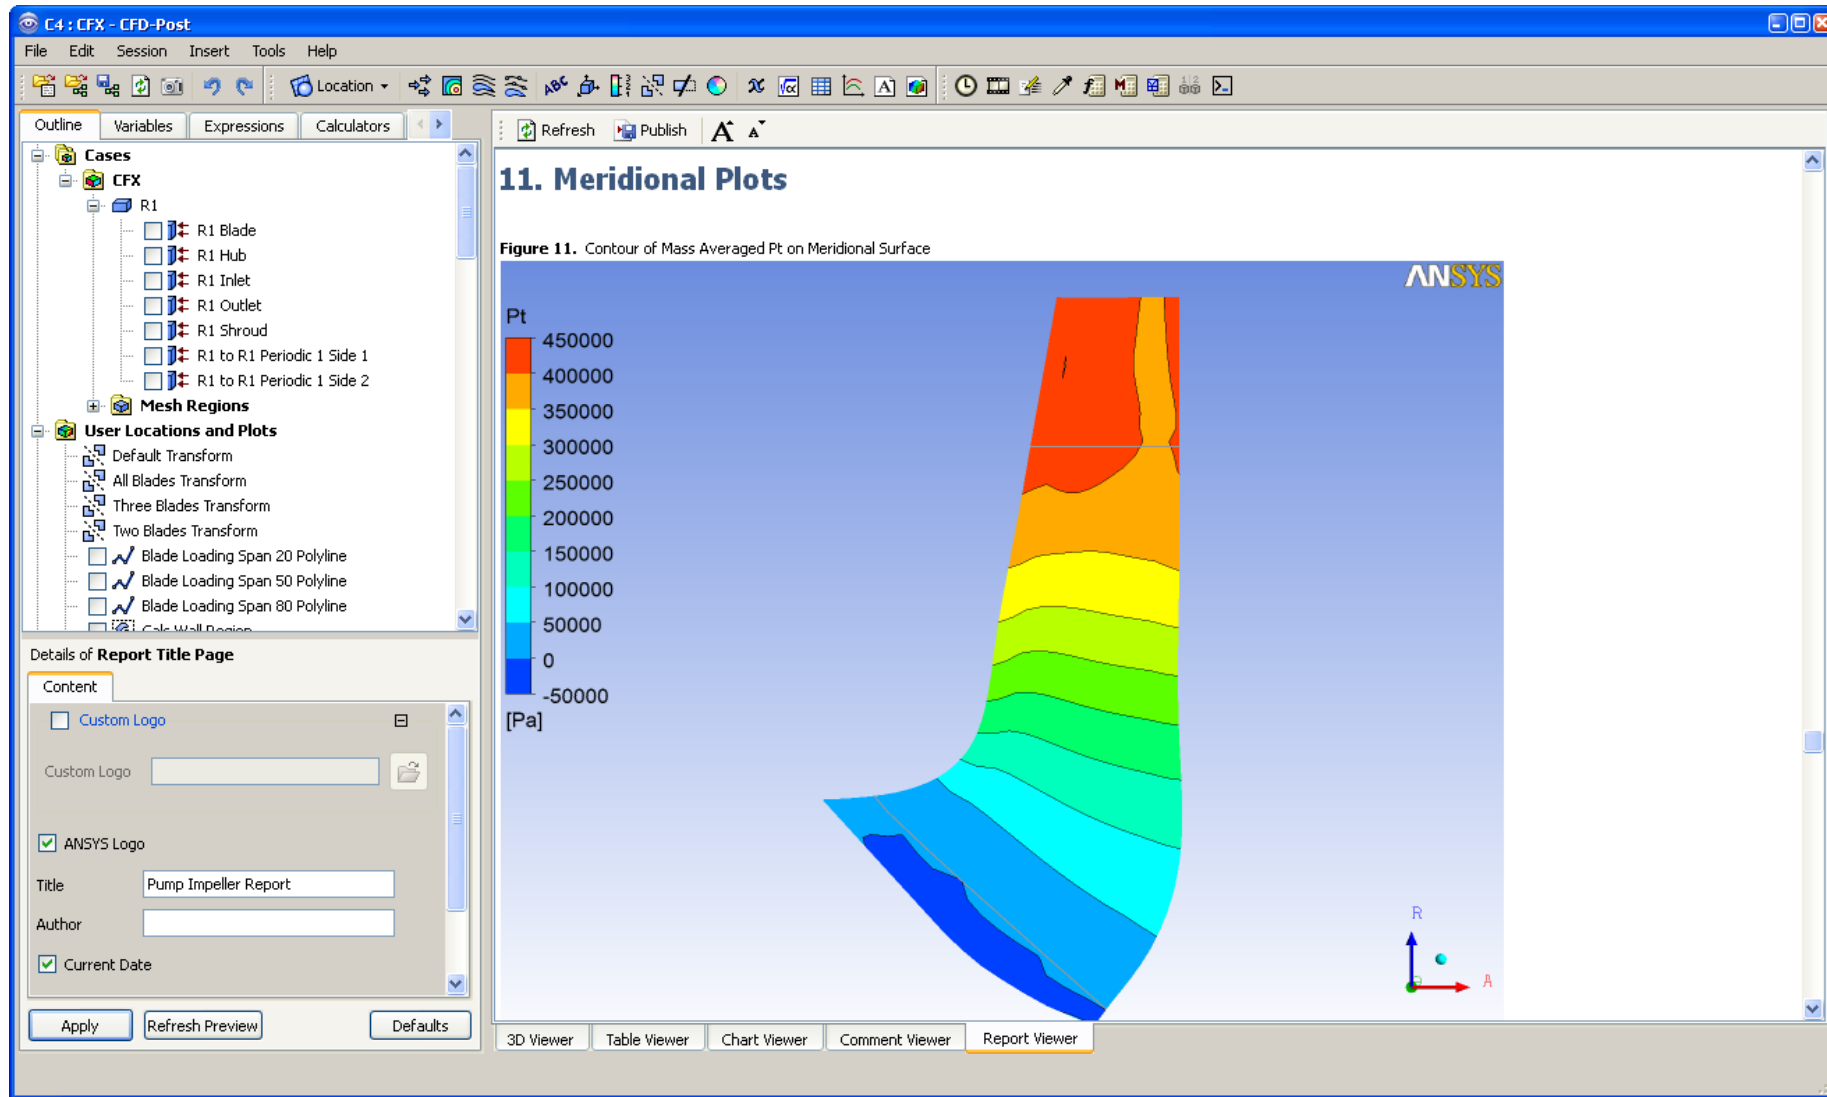 C4 : CFX - CFD-Post
File Edit Session Insert Tools Help
Location
Outline Variables Expressions Calculators
Refresh Publish
Cases
CFX
R1
R1 Blade
R1 Hub
R1 Inlet
R1 Outlet
R1 Shroud
R1 to R1 Periodic 1 Side 1
R1 to R1 Periodic 1 Side 2
Mesh Regions
User Locations and Plots
Default Transform
All Blades Transform
Three Blades Transform
Two Blades Transform
Blade Loading Span 20 Polyline
Blade Loading Span 50 Polyline
Blade Loading Span 80 Polyline
Calc Wall Region
Details of Report Title Page
Content
Custom Logo
Custom Logo
ANSYS Logo
Title Pump Impeller Report
Author
Current Date
Apply Refresh Preview Defaults
11. Meridional Plots
Figure 11. Contour of Mass Averaged Pt on Meridional Surface
ANSYS
Pt
450000
400000
350000
300000
250000
200000
150000
100000
50000
0
-50000
[Pa]
R
A
3D Viewer Table Viewer Chart Viewer Comment Viewer Report Viewer